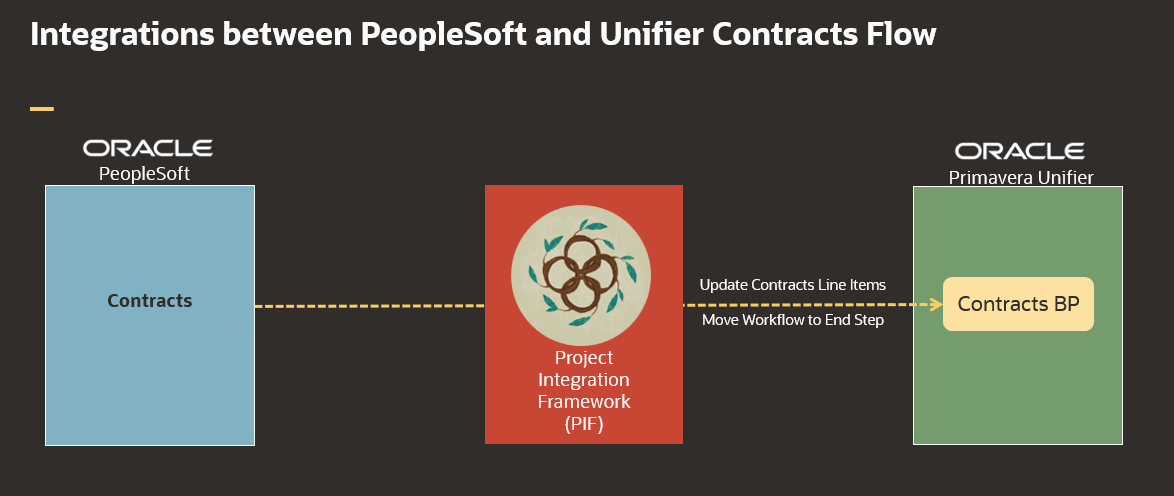 Integrations between PeopleSoft and Unifier Contracts Flow
ORACLE
PeopleSoft
Contracts
Project
Integration
Framework
(PIF)
Update Contracts Line Items
Move Workflow to End Step
ORACLE
Primavera Unifier
Contracts BP